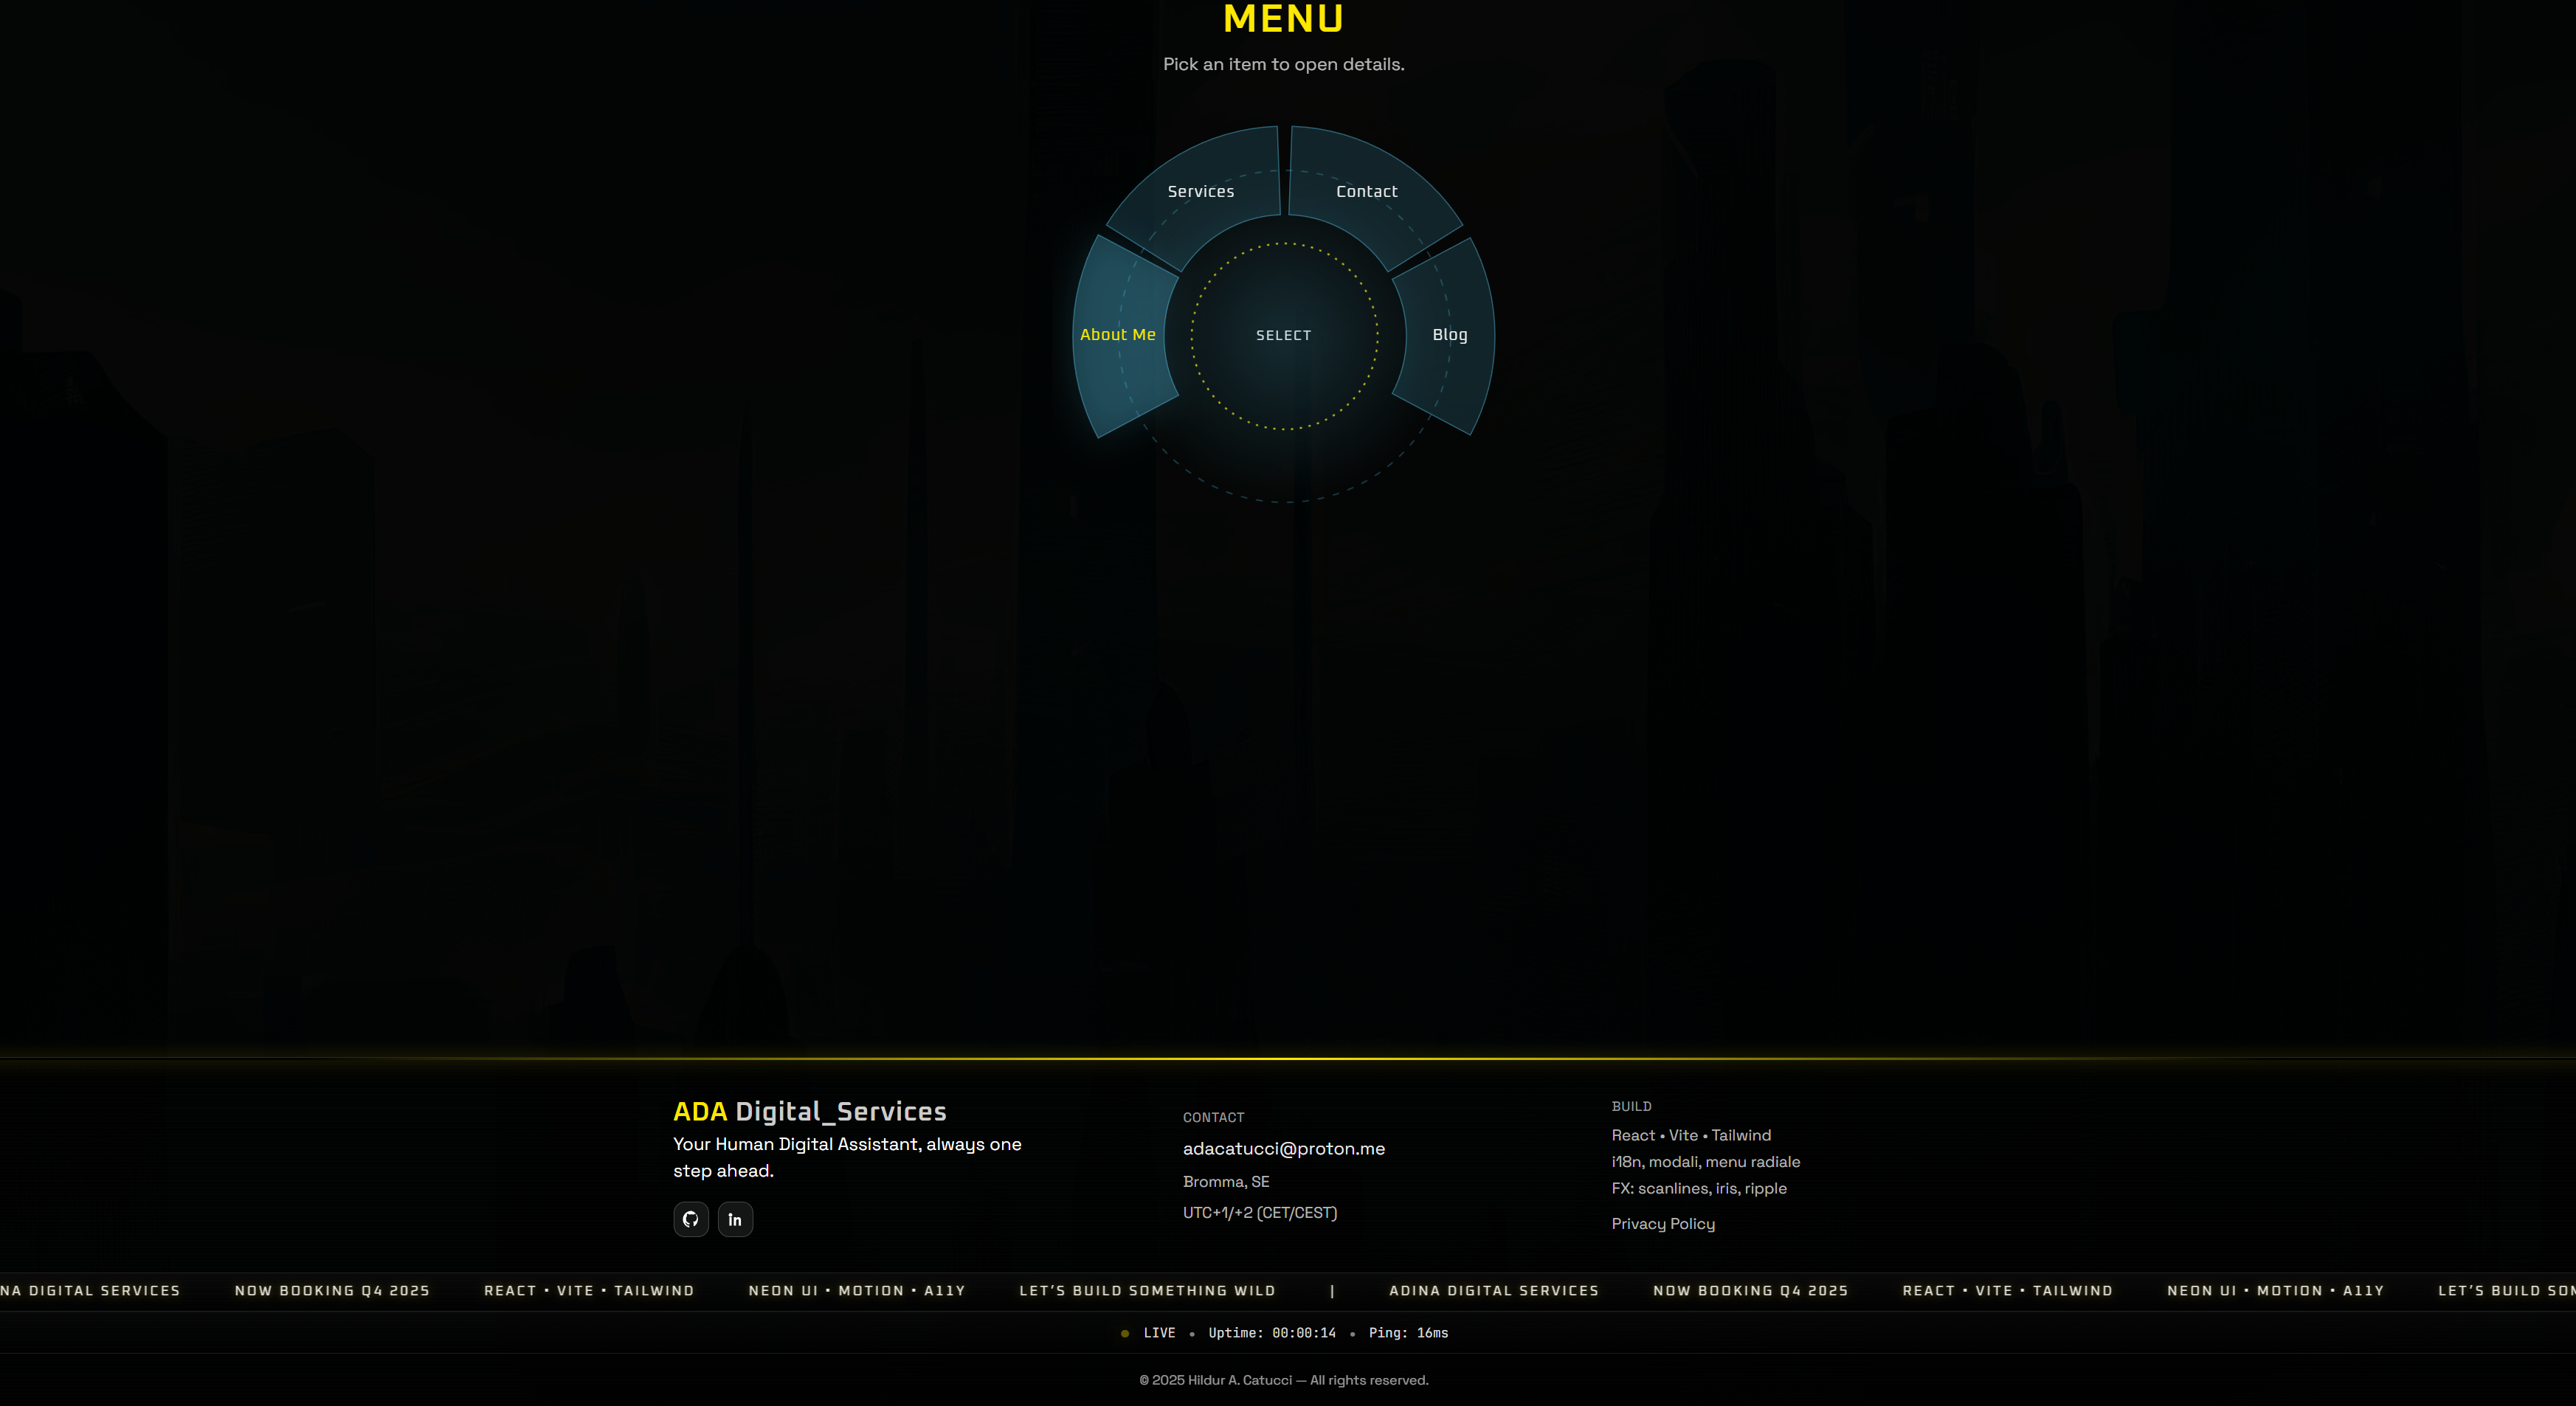 MENU
Pick an item to open details.
Services
Contact
About Me
SELECT
Blog
ADA Digital_Services
Your Human Digital Assistant, always one
step ahead.
CONTACT
adacatucci@proton.me
Bromma, SE
UTC+1/+2 (CET/CEST)
BUILD
React • Vite • Tailwind
i18n, modali, menu radiale
FX: scanlines, iris, ripple
Privacy Policy
NA DIGITAL SERVICES NOW BOOKING Q4 2025 REACT • VITE • TAILWIND NEON UI • MOTION • A11Y LET’S BUILD SOMETHING WILD | ADINA DIGITAL SERVICES NOW BOOKING Q4 2025 REACT • VITE • TAILWIND NEON UI • MOTION • A11Y LET’S BUILD SOM
LIVE • Uptime: 00:00:14 • Ping: 16ms
© 2025 Hildur A. Catucci — All rights reserved.